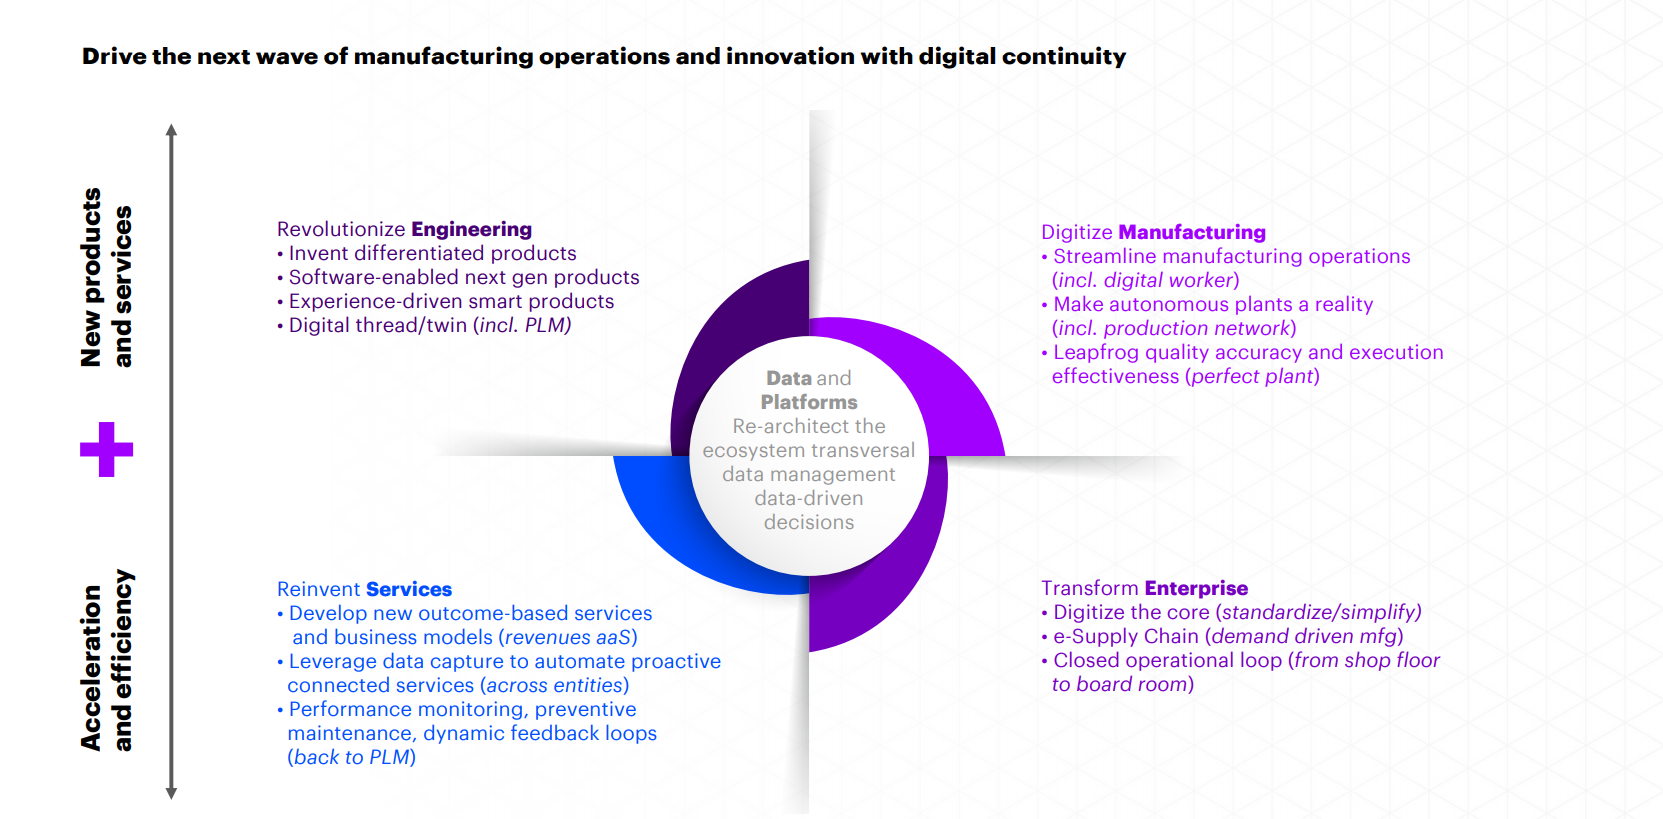 Drive the next wave of manufacturing operations and innovation with digital continuity
New products
and services
Acceleration
and efficiency
Revolutionize Engineering
• Invent differentiated products
• Software-enabled next gen products
• Experience-driven smart products
• Digital thread/twin (incl. PLM)
Digitize Manufacturing
• Streamline manufacturing operations
(incl. digital worker)
• Make autonomous plants a reality
(incl. production network)
• Leapfrog quality accuracy and execution
effectiveness (perfect plant)
Data and
Platforms
Re-architect the
ecosystem transversal
data management
data-driven
decisions
Reinvent Services
• Develop new outcome-based services
and business models (revenues aaS)
• Leverage data capture to automate proactive
connected services (across entities)
• Performance monitoring, preventive
maintenance, dynamic feedback loops
(back to PLM)
Transform Enterprise
• Digitize the core (standardize/simplify)
• e-Supply Chain (demand driven mfg)
• Closed operational loop (from shop floor
to board room)